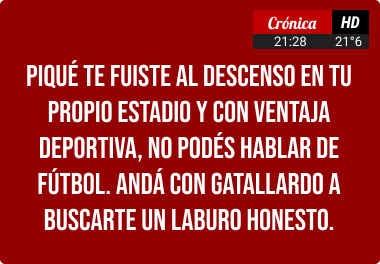 Crónica HD
21:28 21°6
PIQUÉ TE FUISTE AL DESCENSO EN TU
PROPIO ESTADIO Y CON VENTAJA
DEPORTIVA, NO PODÉS HABLAR DE
FÚTBOL. ANDÁ CON GATALLARDO A
BUSCARTE UN LABURO HONESTO.